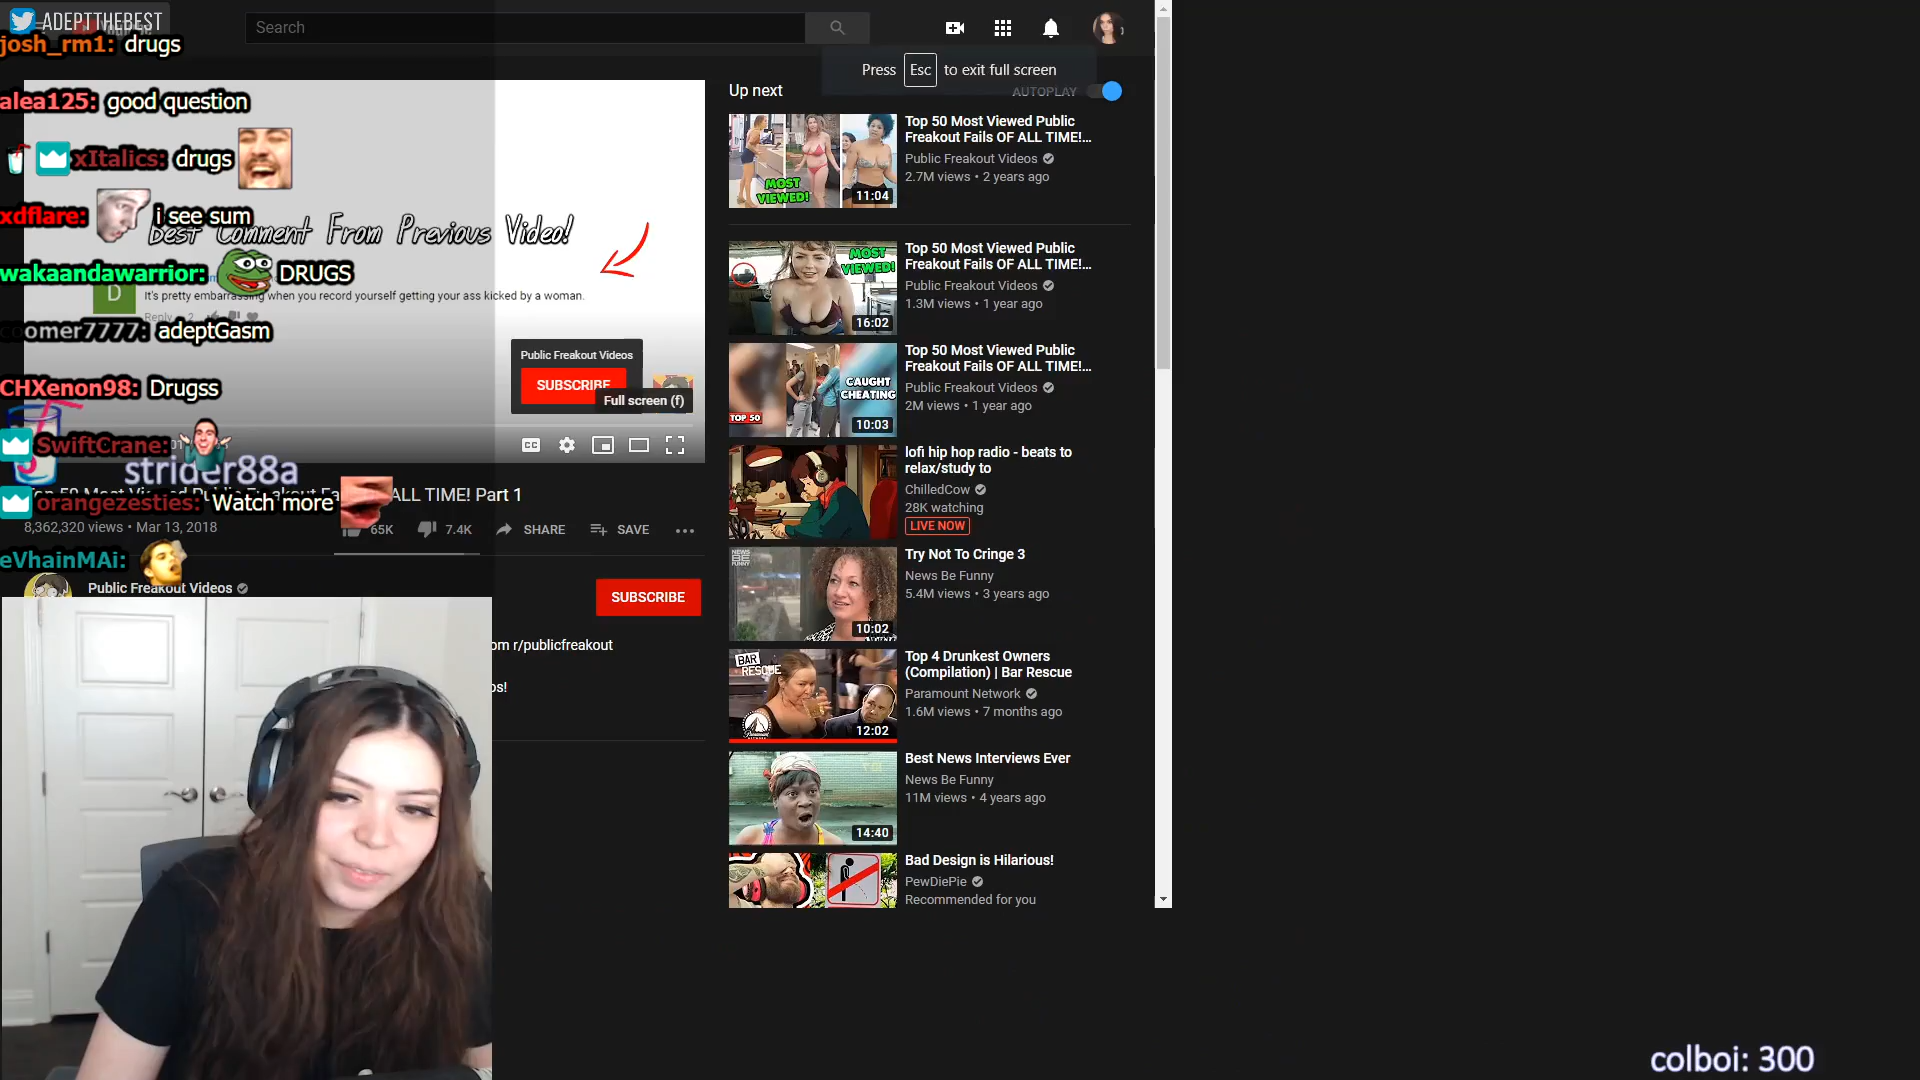 ADEPTTHEBEST
Search
josh_rm1: drugs
Press Esc to exit full screen
Up next
AUTOPLAY
alea125: good question
xItalics: drugs
xdflare: i see sum
Best Comment From Previous Video!
wakaandawarrior: DRUGS
D
It's pretty embarrassing when you record yourself getting your ass kicked by a woman.
Reply 2
coomer7777: adeptGasm
Public Freakout Videos
SUBSCRIBE
Full screen (f)
CHXenon98: Drugss
CC
SwiftCrane:
strider88a
ALL TIME! Part 1
orangezesties: Watch more
8,362,320 views • Mar 13, 2018
65K
7.4K
SHARE
SAVE
eVhainMAi:
Public Freakout Videos
SUBSCRIBE
om r/publicfreakout
os!
MOST VIEWED!
11:04
Top 50 Most Viewed Public
Freakout Fails OF ALL TIME!...
Public Freakout Videos
2.7M views • 2 years ago
MOST VIEWED!
16:02
Top 50 Most Viewed Public
Freakout Fails OF ALL TIME!...
Public Freakout Videos
1.3M views • 1 year ago
CAUGHT CHEATING
TOP 50
10:03
Top 50 Most Viewed Public
Freakout Fails OF ALL TIME!...
Public Freakout Videos
2M views • 1 year ago
lofi hip hop radio - beats to
relax/study to
ChilledCow
28K watching
LIVE NOW
NEWS BE FUNNY
10:02
Try Not To Cringe 3
News Be Funny
5.4M views • 3 years ago
BAR RESCUE
Paramount
12:02
Top 4 Drunkest Owners
(Compilation) | Bar Rescue
Paramount Network
1.6M views • 7 months ago
14:40
Best News Interviews Ever
News Be Funny
11M views • 4 years ago
Bad Design is Hilarious!
PewDiePie
Recommended for you
colboi: 300